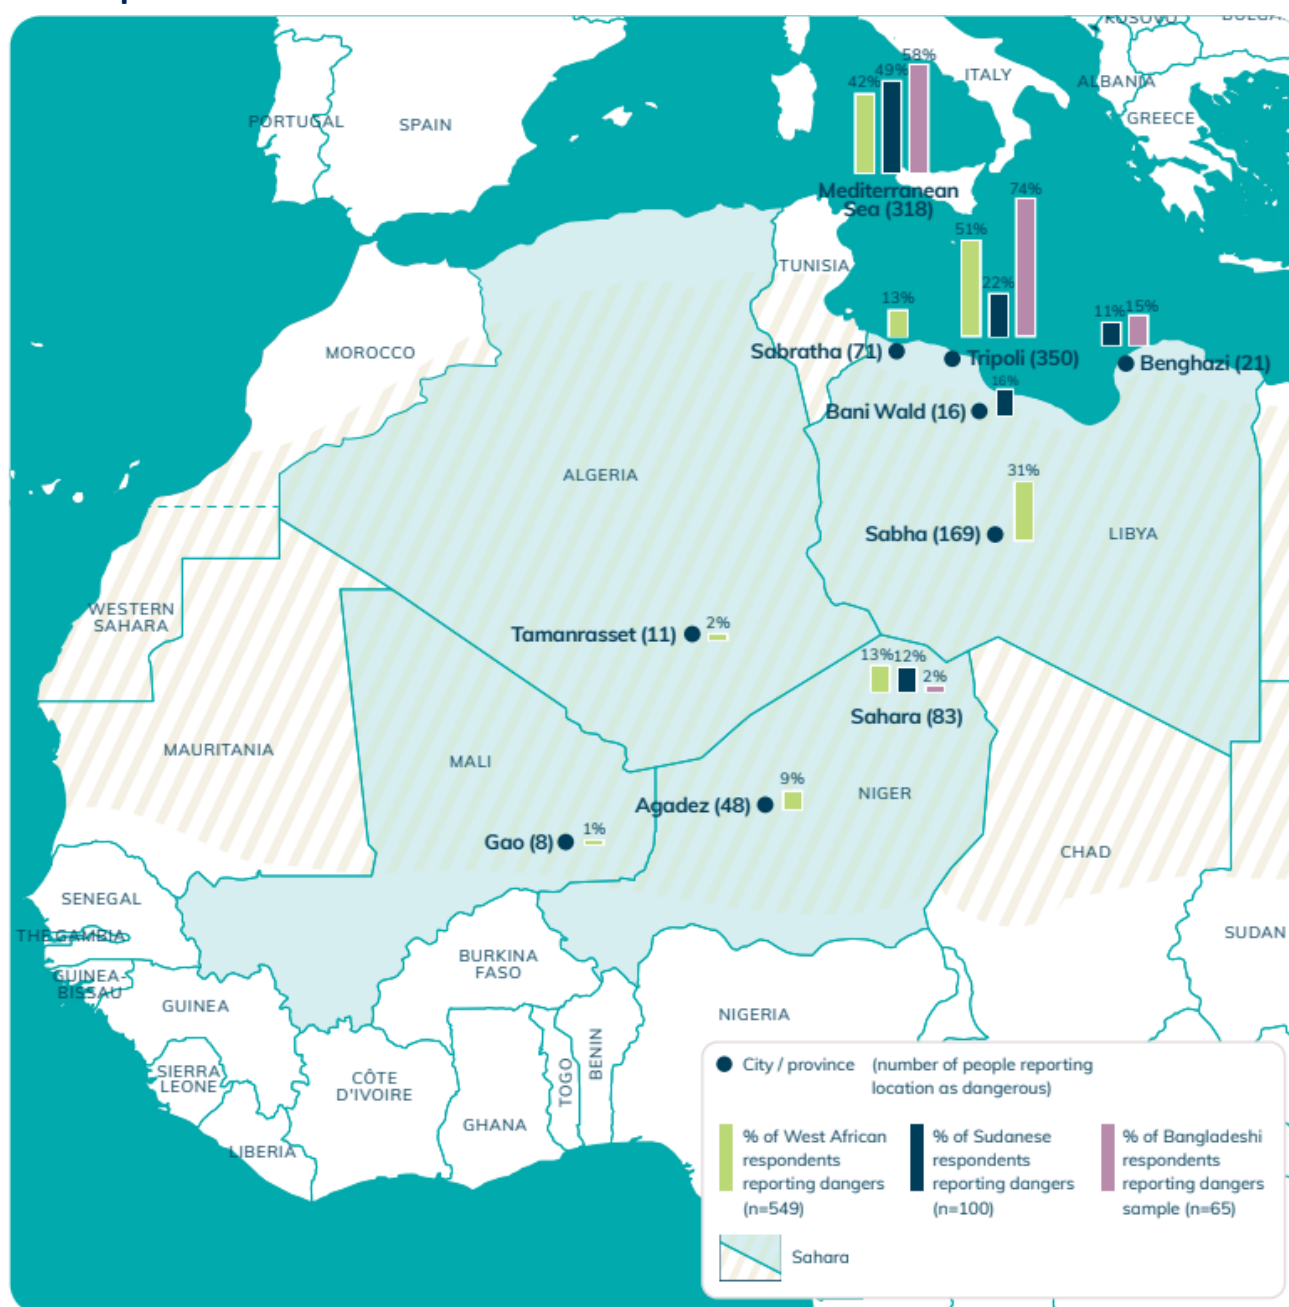 KOSOVO
58%
ITALY
49%
42%
ALBANIA
GREECE
PORTUGAL
SPAIN
Mediterranean
Sea (318)
74%
51%
TUNISIA
22%
13%
11%
15%
MOROCCO
Sabratha (71)
Tripoli (350)
Benghazi (21)
16%
Bani Wald (16)
ALGERIA
31%
Sabha (169)
LIBYA
WESTERN
SAHARA
Tamanrasset (11)
2%
13%
12%
2%
Sahara (83)
MAURITANIA
MALI
9%
NIGER
Agadez (48)
1%
Gao (8)
CHAD
SENEGAL
THE GAMBIA
SUDAN
BURKINA
FASO
GUINEA-
BISSAU
GUINEA
NIGERIA
SIERRA
LEONE
CÔTE
D'IVOIRE
TOGO
BENIN
GHANA
LIBERIA
City / province (number of people reporting
location as dangerous)
% of West African
respondents
reporting dangers
(n=549)
% of Sudanese
respondents
reporting dangers
(n=100)
% of Bangladeshi
respondents
reporting dangers
sample (n=65)
Sahara